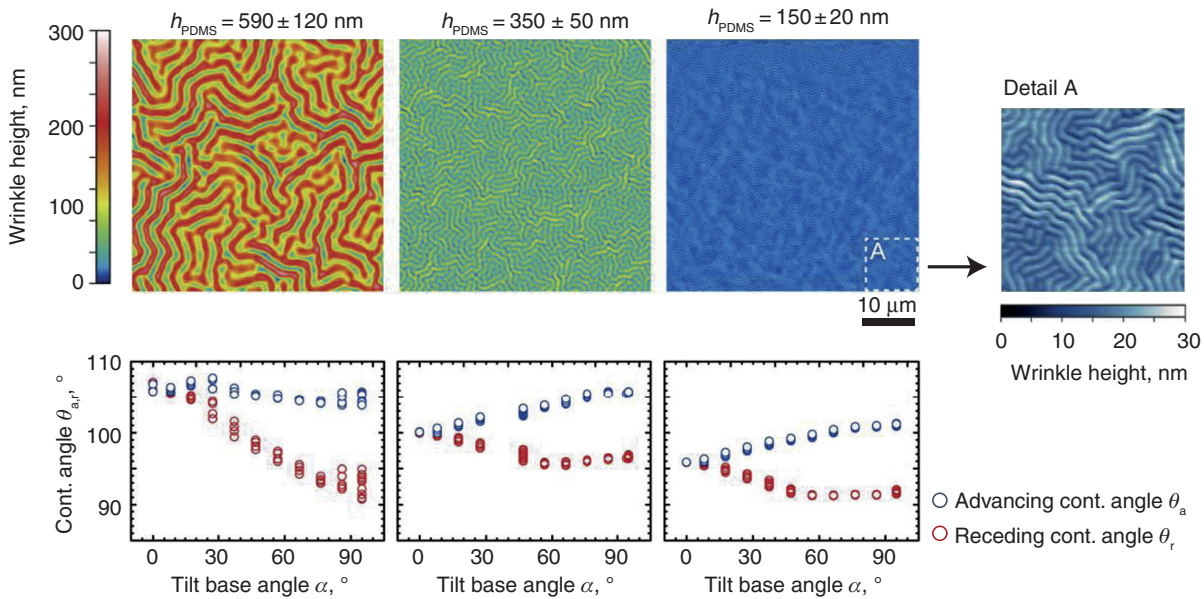 h_PDMS = 590 ± 120 nm
h_PDMS = 350 ± 50 nm
h_PDMS = 150 ± 20 nm
Wrinkle height, nm
300
200
100
0
A
10 μm
Detail A
0 10 20 30
Wrinkle height, nm
Cont. angle θ_a,r, °
110
100
90
0 30 60 90
Tilt base angle α, °
0 30 60 90
Tilt base angle α, °
0 30 60 90
Tilt base angle α, °
Advancing cont. angle θ_a
Receding cont. angle θ_r